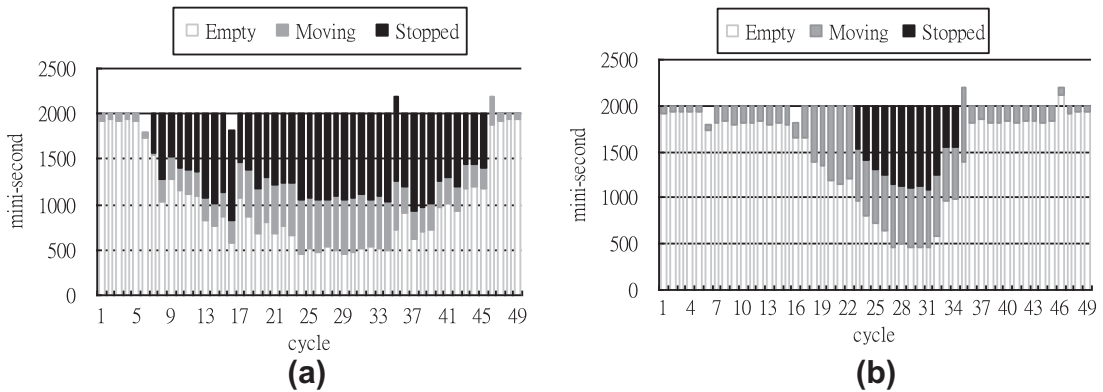 Empty Moving Stopped
2500
2000
1500
1000
500
0
mini-second
1 5 9 13 17 21 25 29 33 37 41 45 49
cycle
(a)
Empty Moving Stopped
2500
2000
1500
1000
500
0
mini-second
1 4 7 10 13 16 19 22 25 28 31 34 37 40 43 46 49
cycle
(b)